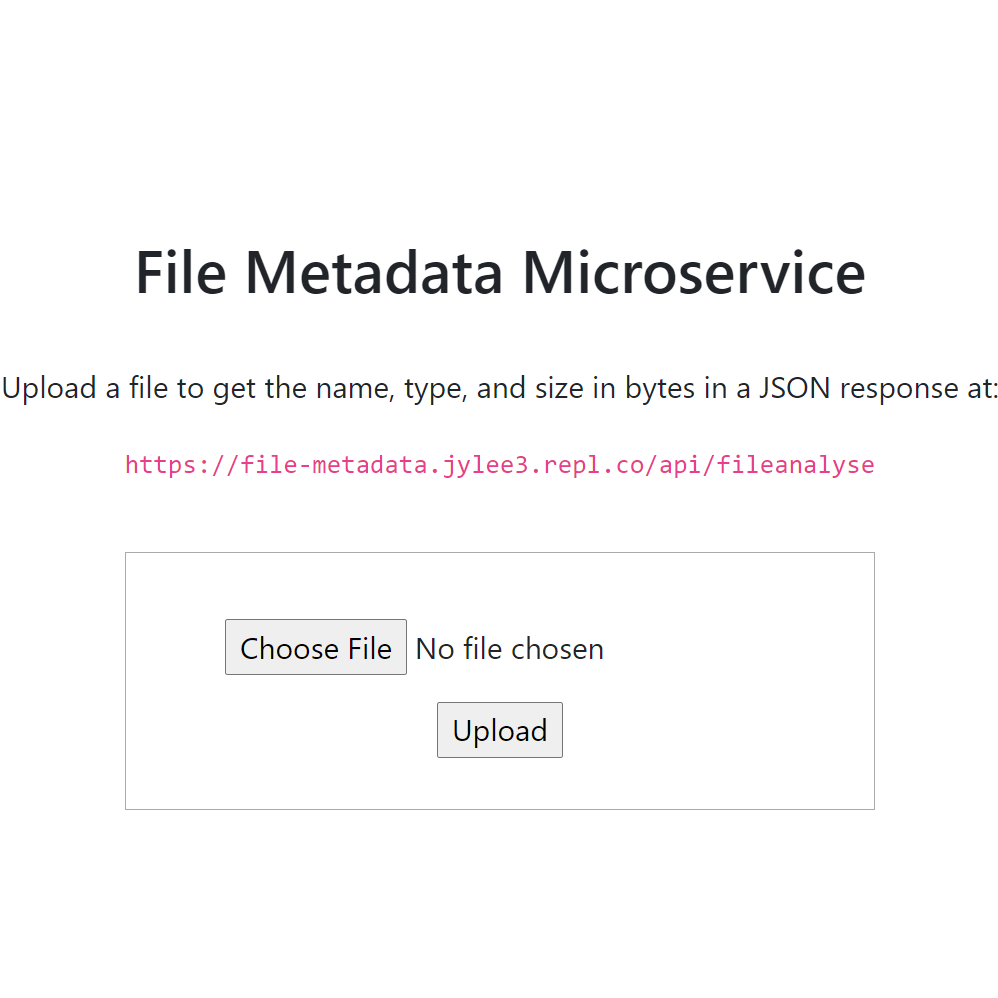 File Metadata Microservice
Upload a file to get the name, type, and size in bytes in a JSON response at:
https://file-metadata.jylee3.repl.co/api/fileanalyse
Choose File No file chosen
Upload